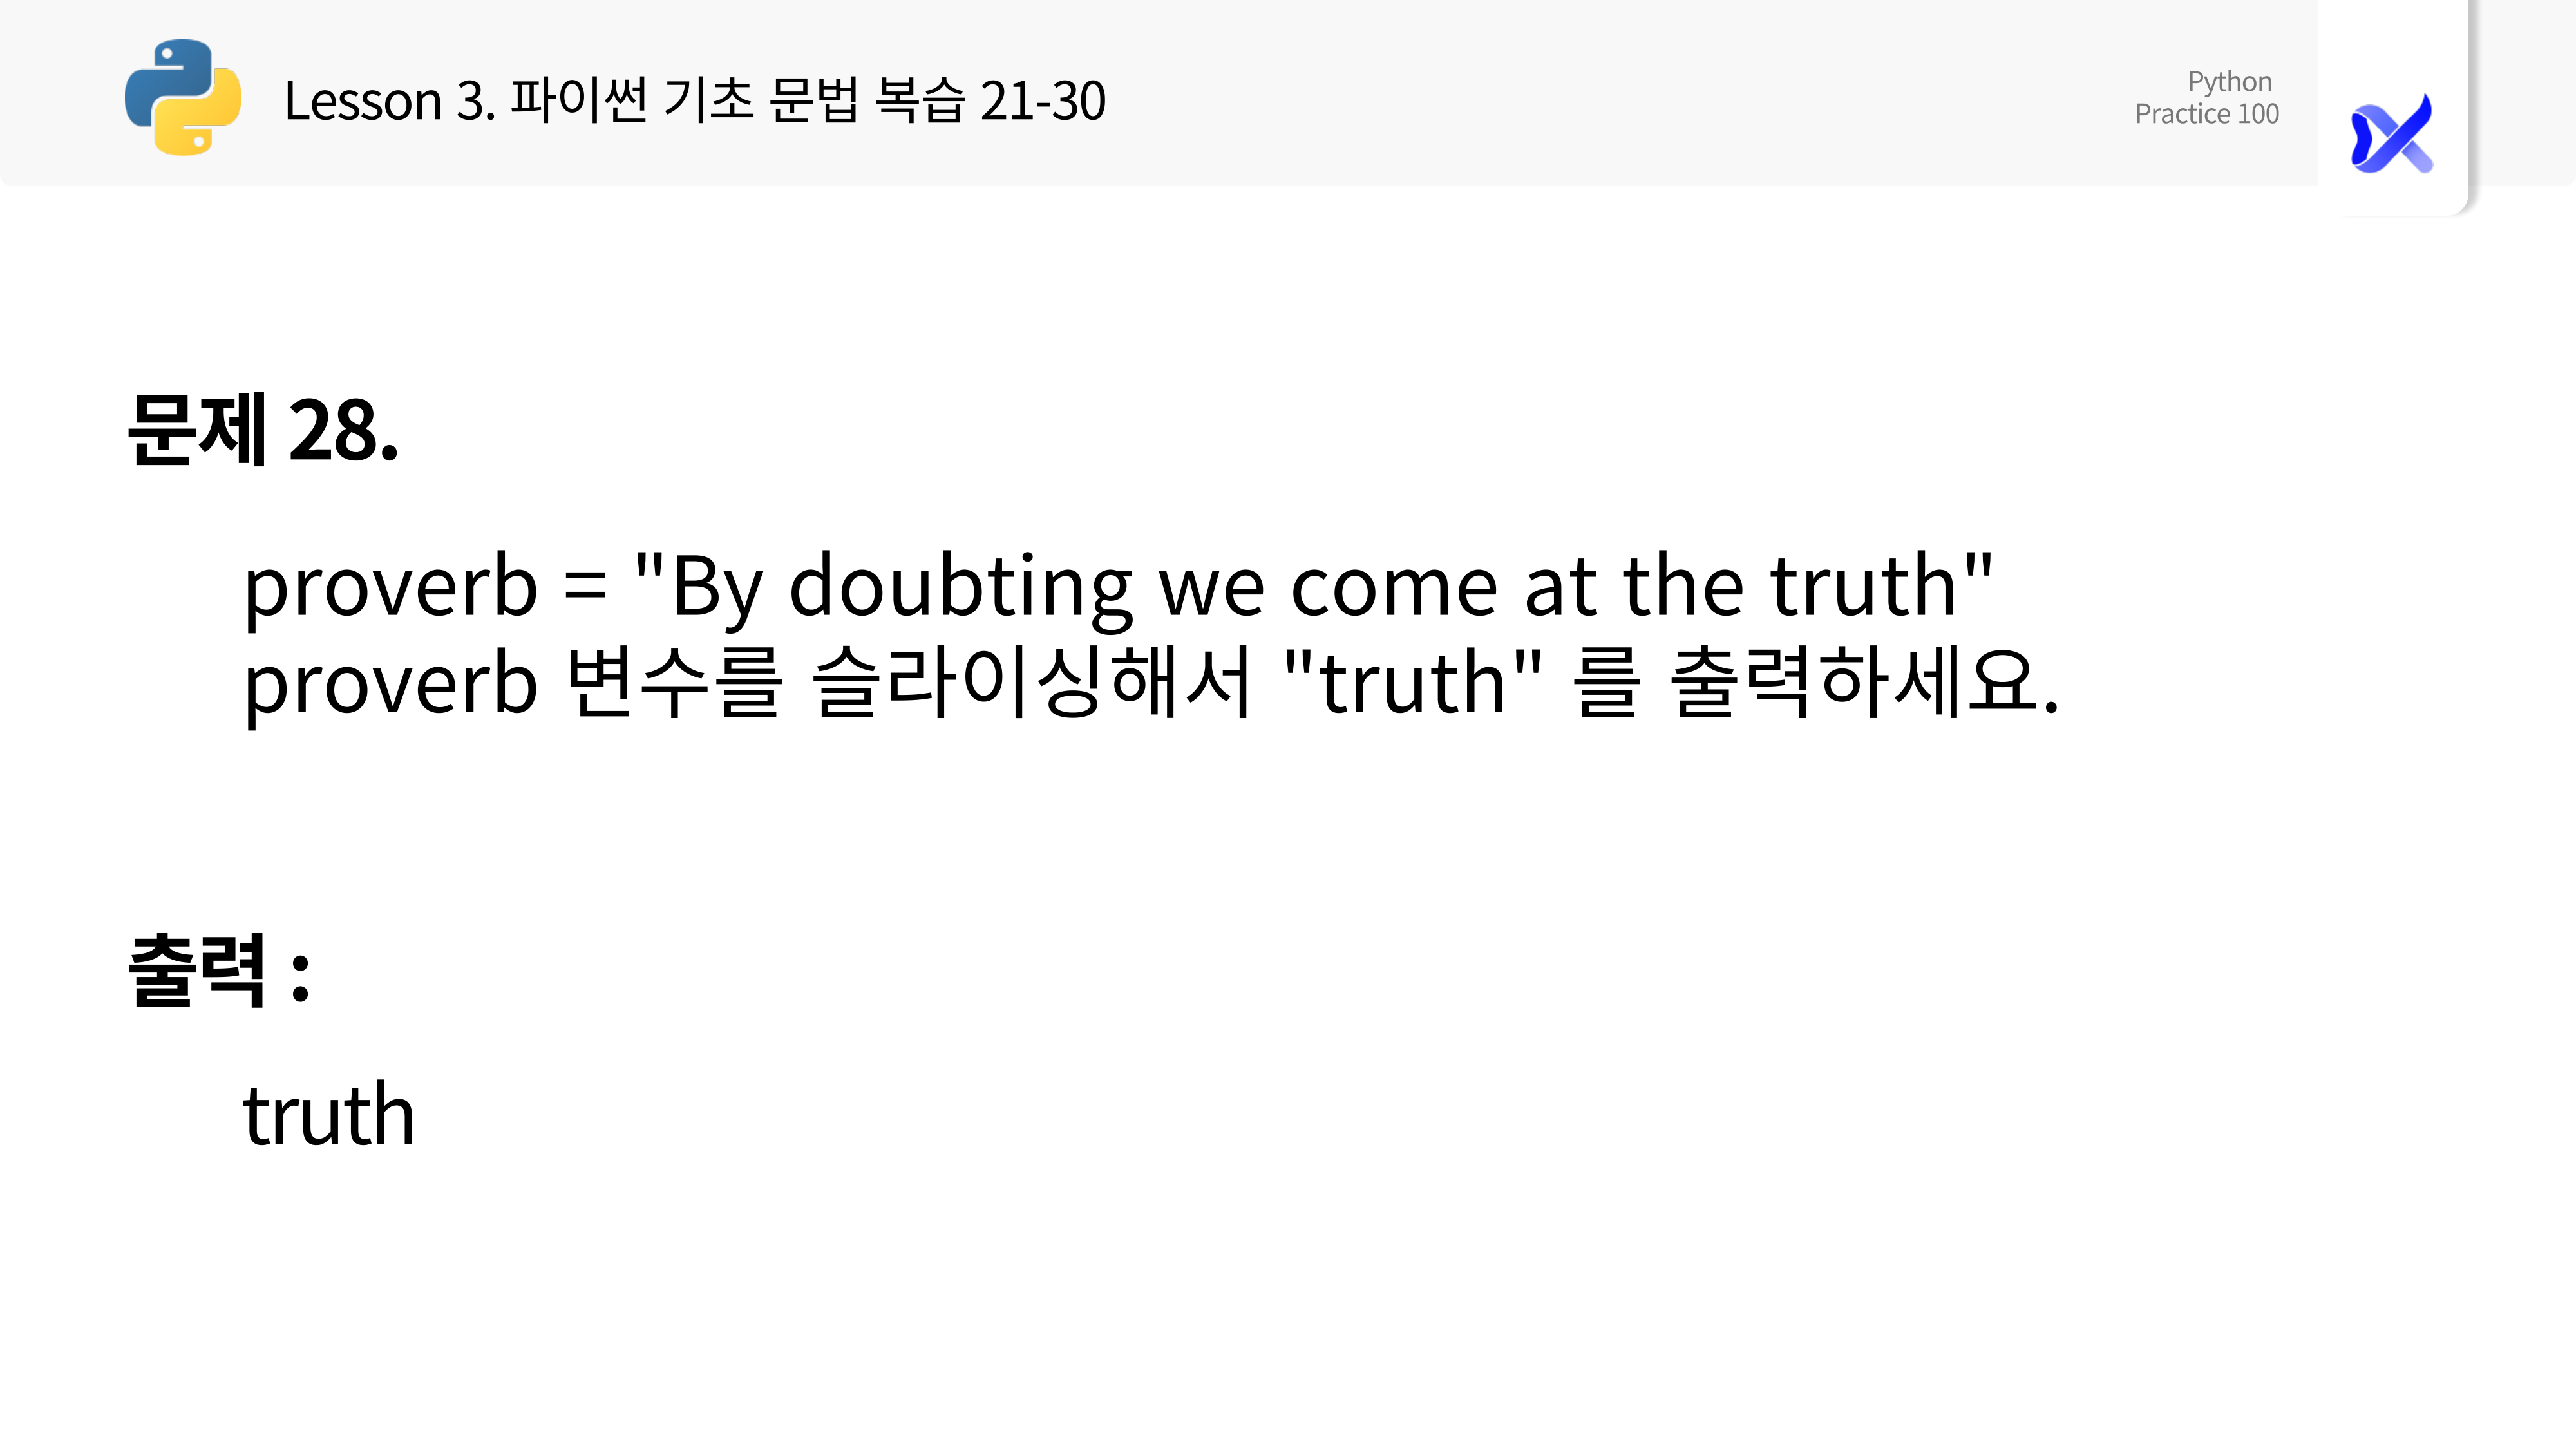 Lesson 3. 파이썬 기초 문법 복습 21-30
Python
Practice 100
문제 28.
proverb = "By doubting we come at the truth"
proverb 변수를 슬라이싱해서 "truth" 를 출력하세요.
출력 :
truth